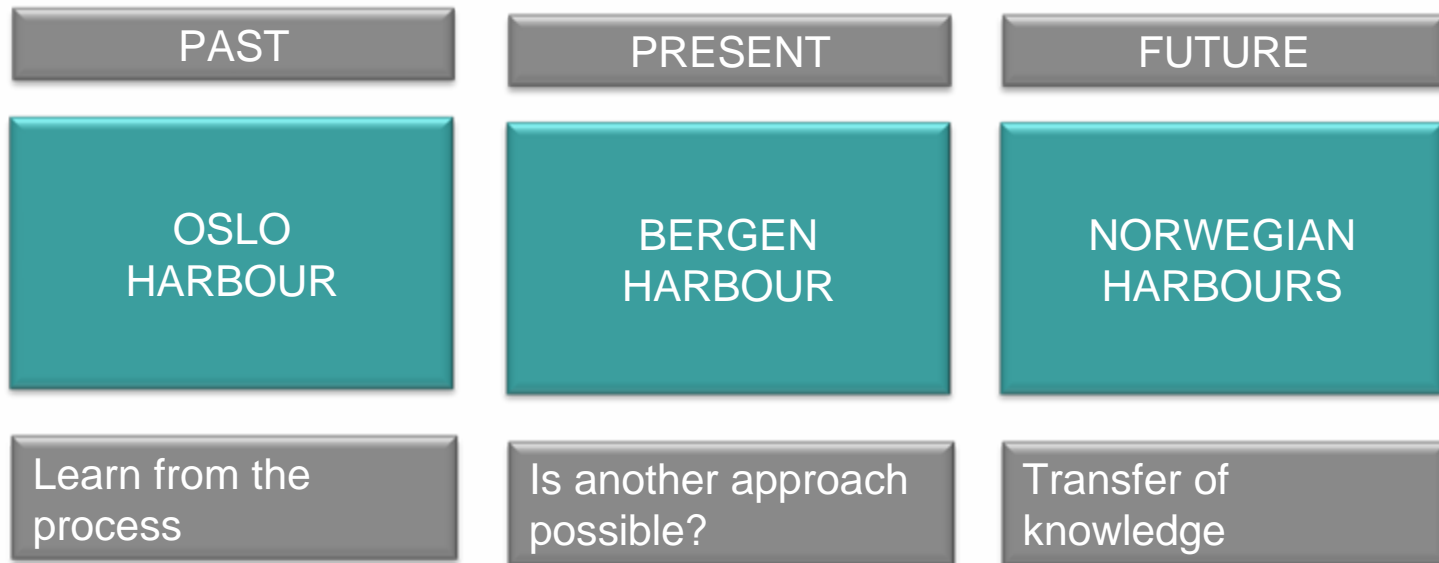 PAST
PRESENT
FUTURE
OSLO
HARBOUR
BERGEN
HARBOUR
NORWEGIAN
HARBOURS
Learn from the
process
Is another approach
possible?
Transfer of
knowledge